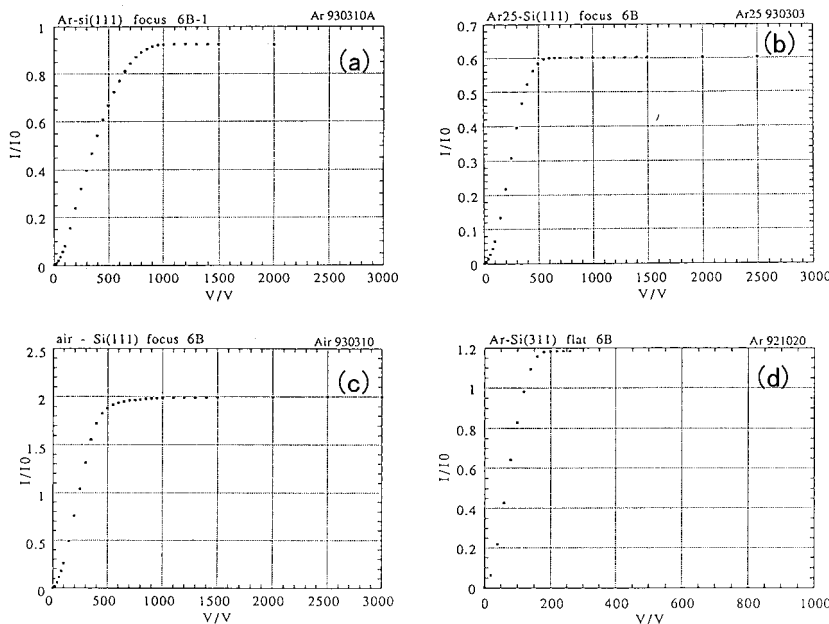 Ar-si(111) focus 6B-1 Ar 930310A
(a)
1
0.8
0.6
0.4
0.2
0
I/I0
0 500 1000 1500 2000 2500 3000
V/V
Ar25-Si(111) focus 6B Ar25 930303
(b)
0.7
0.6
0.5
0.4
0.3
0.2
0.1
0
I/I0
0 500 1000 1500 2000 2500 3000
V/V
air - Si(111) focus 6B Air 930310
(c)
2.5
2
1.5
1
0.5
0
I/I0
0 500 1000 1500 2000 2500 3000
V/V
Ar-Si(311) flat 6B Ar 921020
(d)
1.2
1
0.8
0.6
0.4
0.2
0
I/I0
0 200 400 600 800 1000
V/V